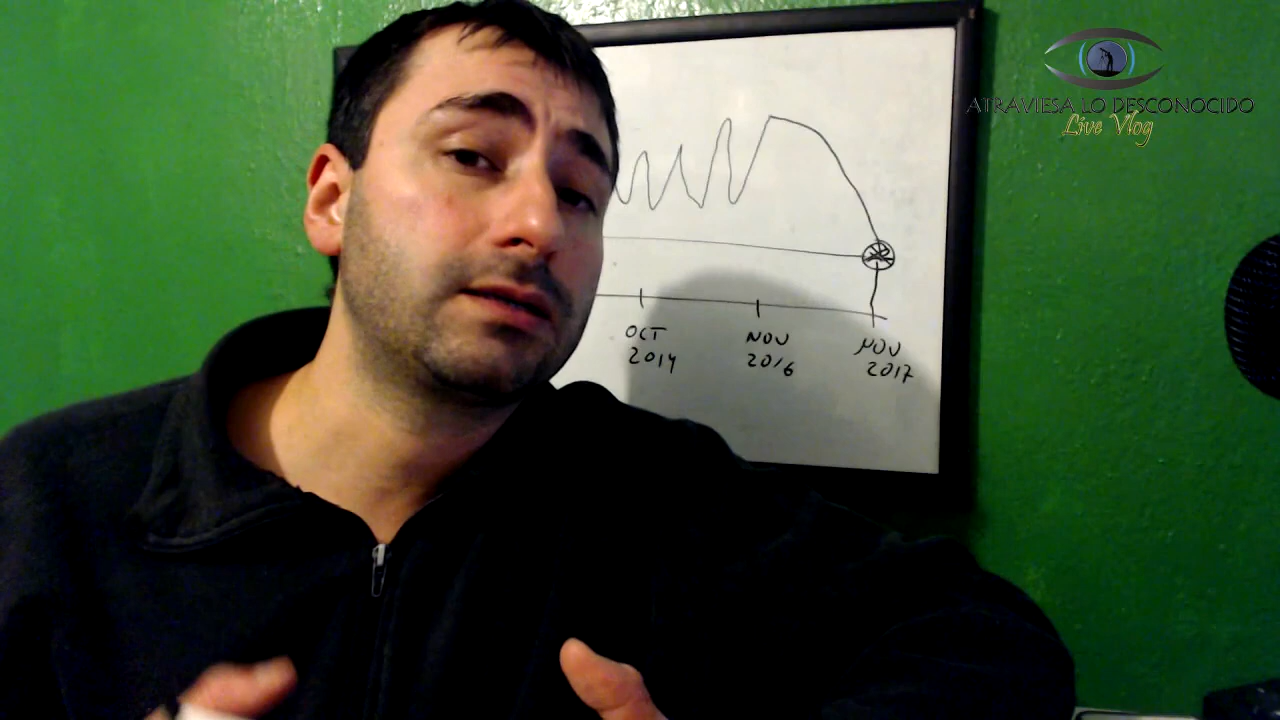 ATRAVIESA LO DESCONOCIDO
Live Vlog
OCT
2014
NOV
2016
NOV
2017